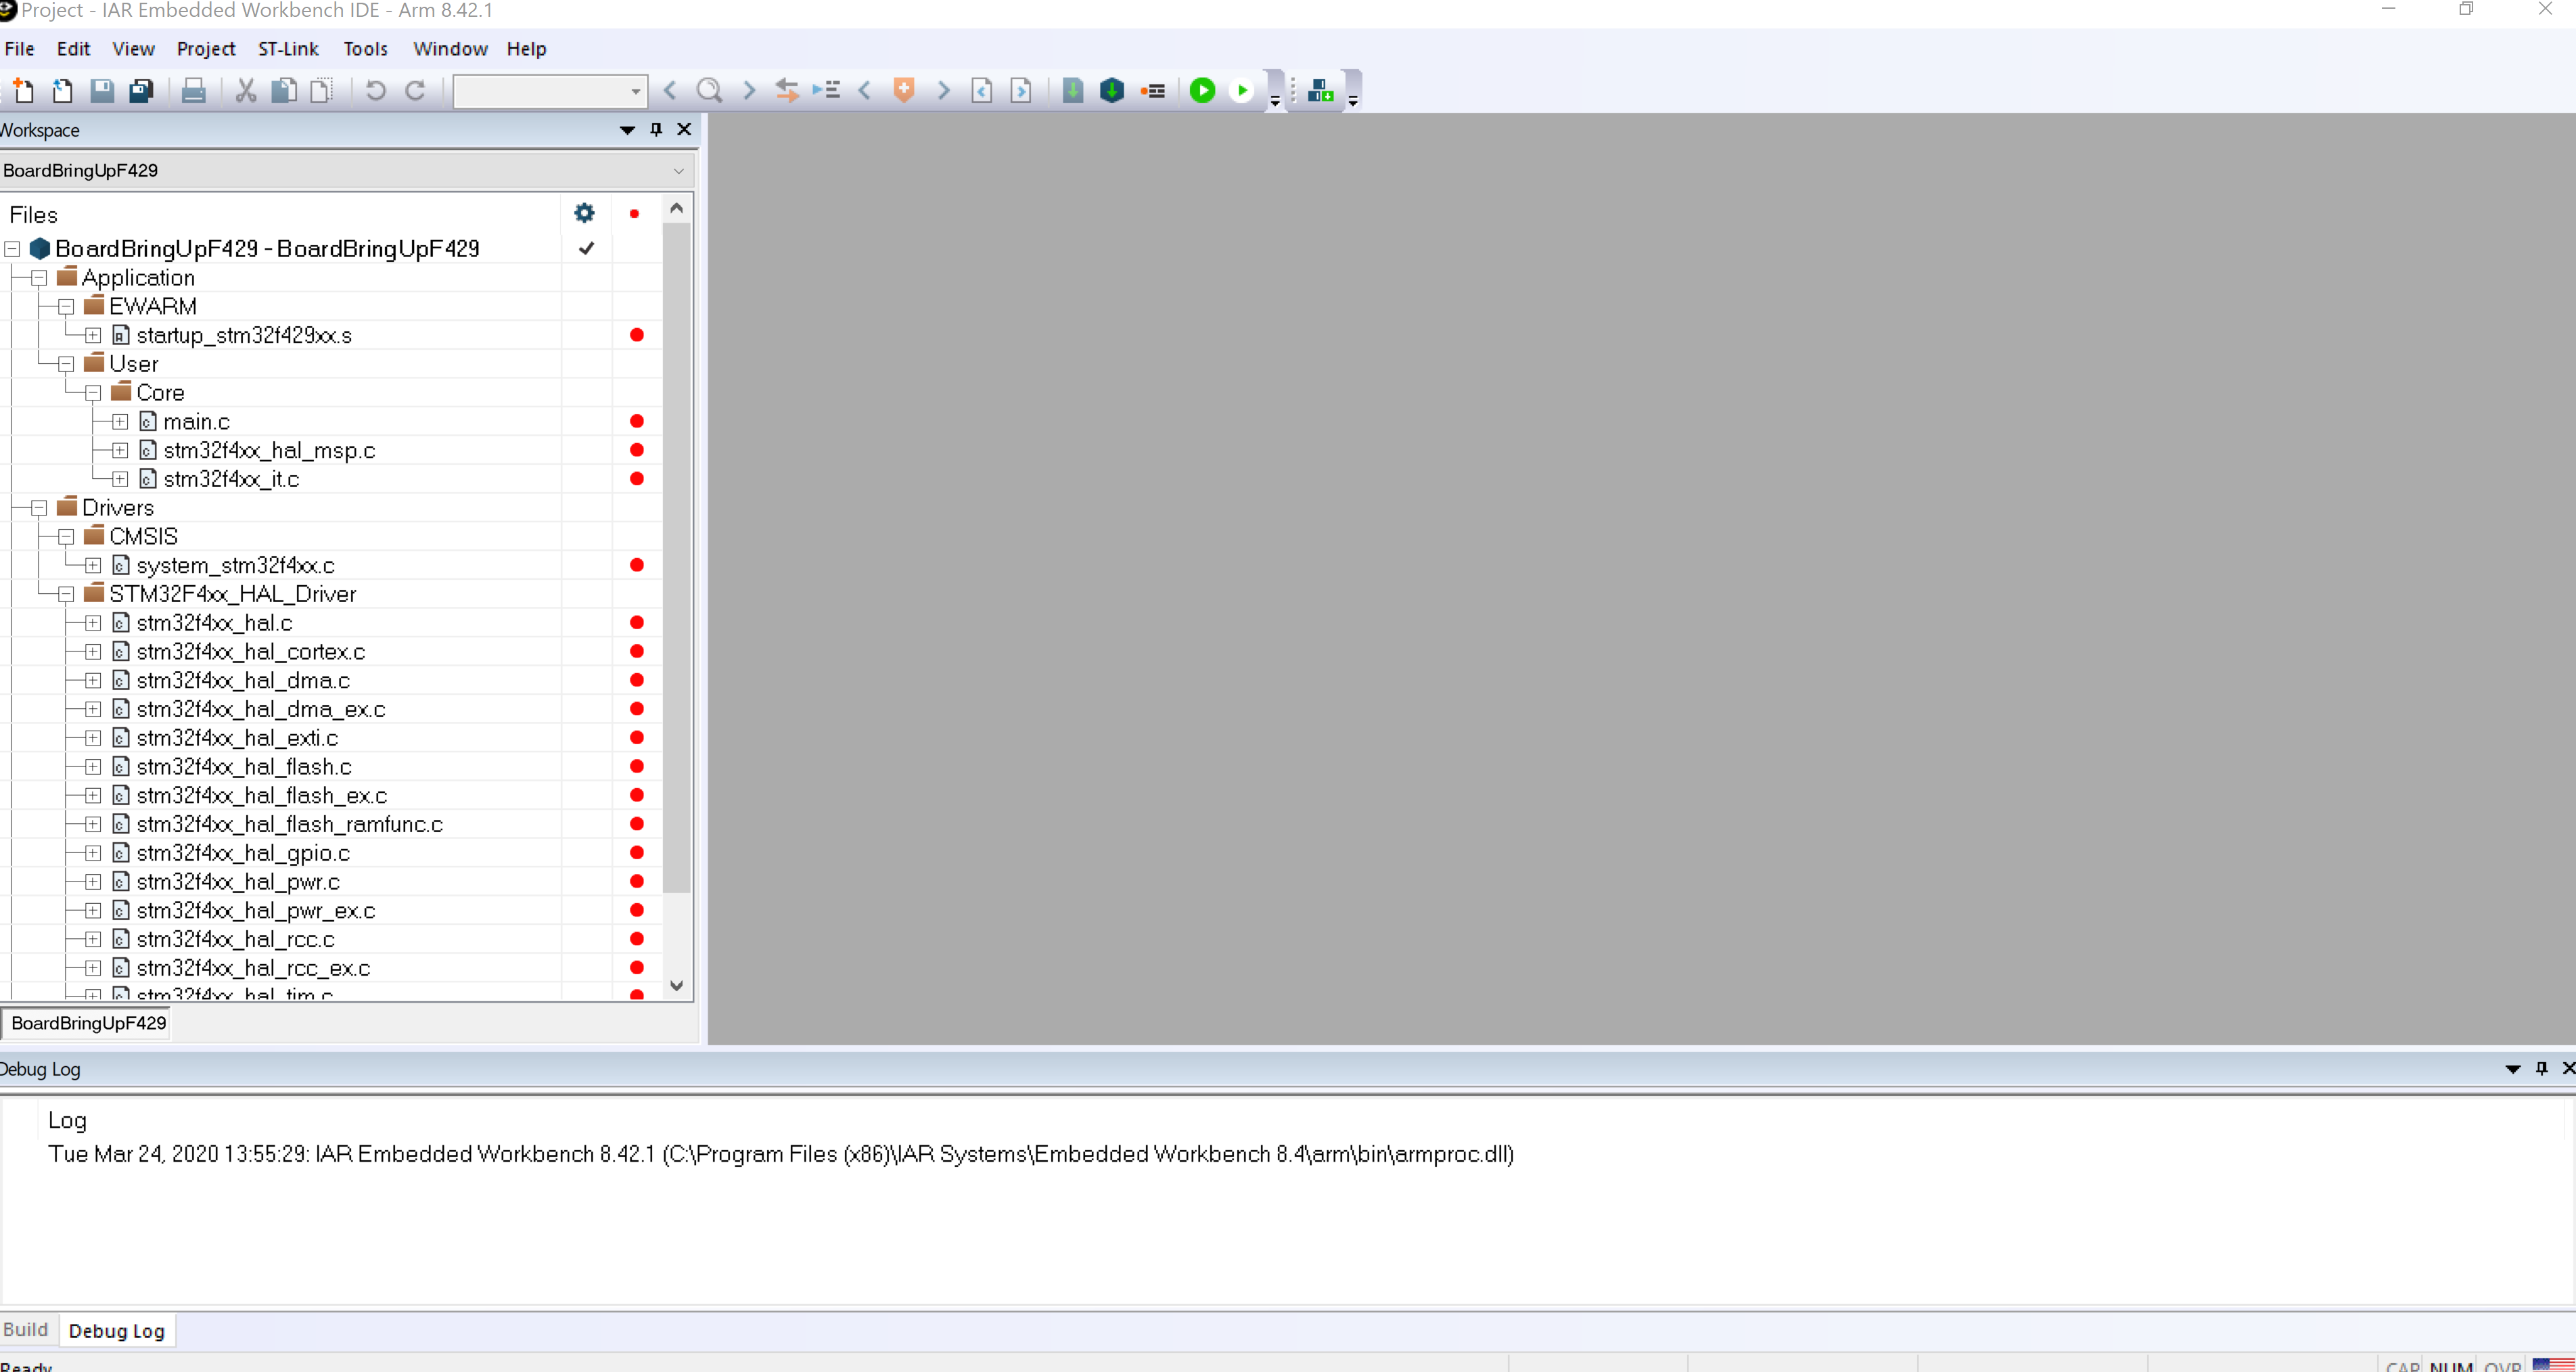 Project - IAR Embedded Workbench IDE - Arm 8.42.1
File Edit View Project ST-Link Tools Window Help
Workspace
BoardBringUpF429
Files
BoardBringUpF429 - BoardBringUpF429
Application
EWARM
startup_stm32f429xx.s
User
Core
main.c
stm32f4xx_hal_msp.c
stm32f4xx_it.c
Drivers
CMSIS
system_stm32f4xx.c
STM32F4xx_HAL_Driver
stm32f4xx_hal.c
stm32f4xx_hal_cortex.c
stm32f4xx_hal_dma.c
stm32f4xx_hal_dma_ex.c
stm32f4xx_hal_exti.c
stm32f4xx_hal_flash.c
stm32f4xx_hal_flash_ex.c
stm32f4xx_hal_flash_ramfunc.c
stm32f4xx_hal_gpio.c
stm32f4xx_hal_pwr.c
stm32f4xx_hal_pwr_ex.c
stm32f4xx_hal_rcc.c
stm32f4xx_hal_rcc_ex.c
stm32f4xx_hal_tim.c
BoardBringUpF429
Debug Log
Log
Tue Mar 24, 2020 13:55:29: IAR Embedded Workbench 8.42.1 (C:\Program Files (x86)\IAR Systems\Embedded Workbench 8.4\arm\bin\armproc.dll)
Build Debug Log
Ready CAP NUM OVR